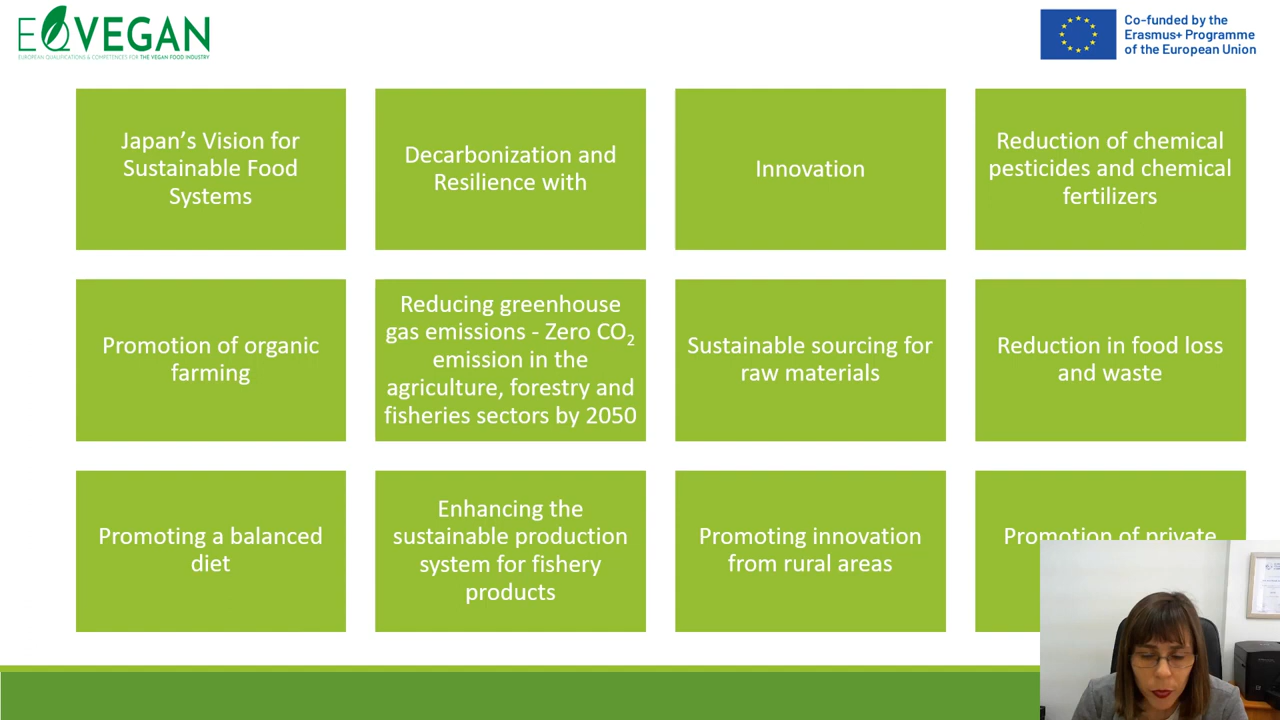 EQVEGAN
EUROPEAN QUALIFICATIONS & COMPETENCES FOR THE VEGAN FOOD INDUSTRY
Co-funded by the
Erasmus+ Programme
of the European Union
Japan's Vision for
Sustainable Food
Systems
Decarbonization and
Resilience with
Innovation
Reduction of chemical
pesticides and chemical
fertilizers
Promotion of organic
farming
Reducing greenhouse
gas emissions - Zero CO₂
emission in the
agriculture, forestry and
fisheries sectors by 2050
Sustainable sourcing for
raw materials
Reduction in food loss
and waste
Promoting a balanced
diet
Enhancing the
sustainable production
system for fishery
products
Promoting innovation
from rural areas
Promotion of private